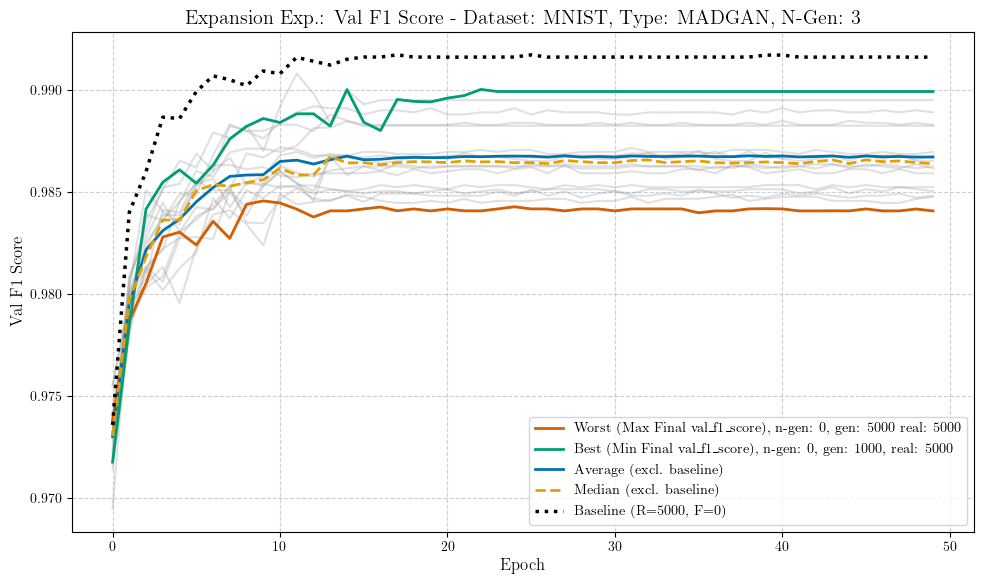 Expansion Exp.: Val F1 Score - Dataset: MNIST, Type: MADGAN, N-Gen: 3
Val F1 Score
0.990
0.985
0.980
0.975
0.970
Worst (Max Final val_f1_score), n-gen: 0, gen: 5000 real: 5000
Best (Min Final val_f1_score), n-gen: 0, gen: 1000, real: 5000
Average (excl. baseline)
Median (excl. baseline)
Baseline (R=5000, F=0)
0
10
20
30
40
50
Epoch